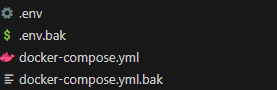 .env
$ .env.bak
docker-compose.yml
docker-compose.yml.bak